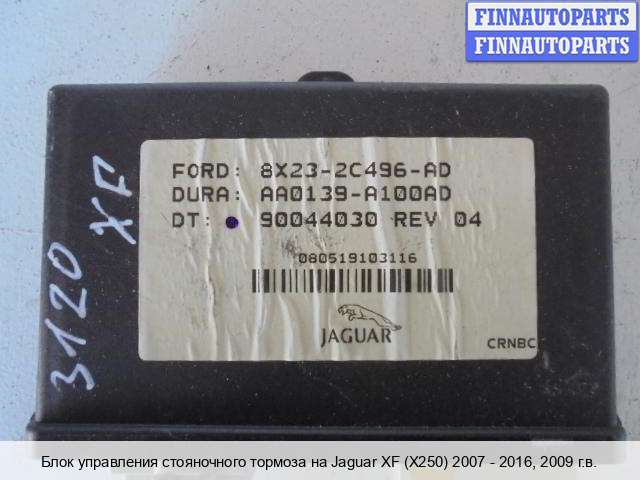 FINNAUTOPARTS
FINNAUTOPARTS
3120 XF
FORD: 8X23-2C496-AD
DURA: AA0139-A100AD
DT: 90044030 REV 04
080519103116
JAGUAR
CRNBC
Блок управления стояночного тормоза на Jaguar XF (X250) 2007 - 2016, 2009 г.в.